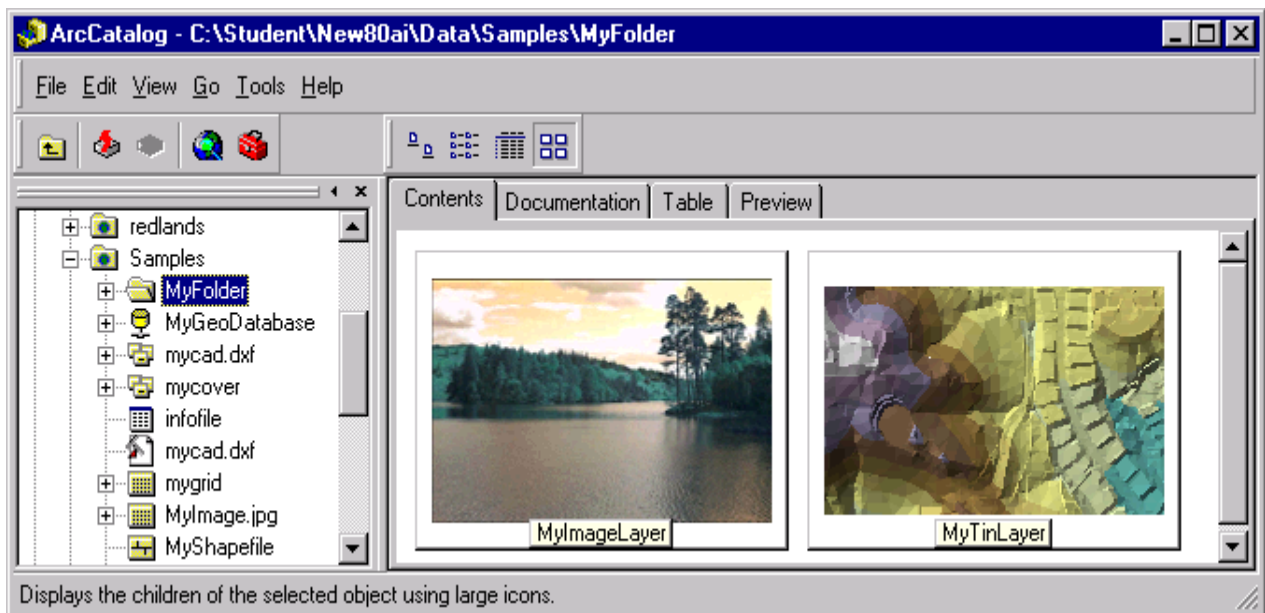 ArcCatalog - C:\Student\New80ai\Data\Samples\MyFolder
File Edit View Go Tools Help
Contents Documentation Table Preview
redlands
Samples
MyFolder
MyGeoDatabase
mycad.dxf
mycover
infofile
mycad.dxf
mygrid
MyImage.jpg
MyShapefile
MyImageLayer
MyTinLayer
Displays the children of the selected object using large icons.